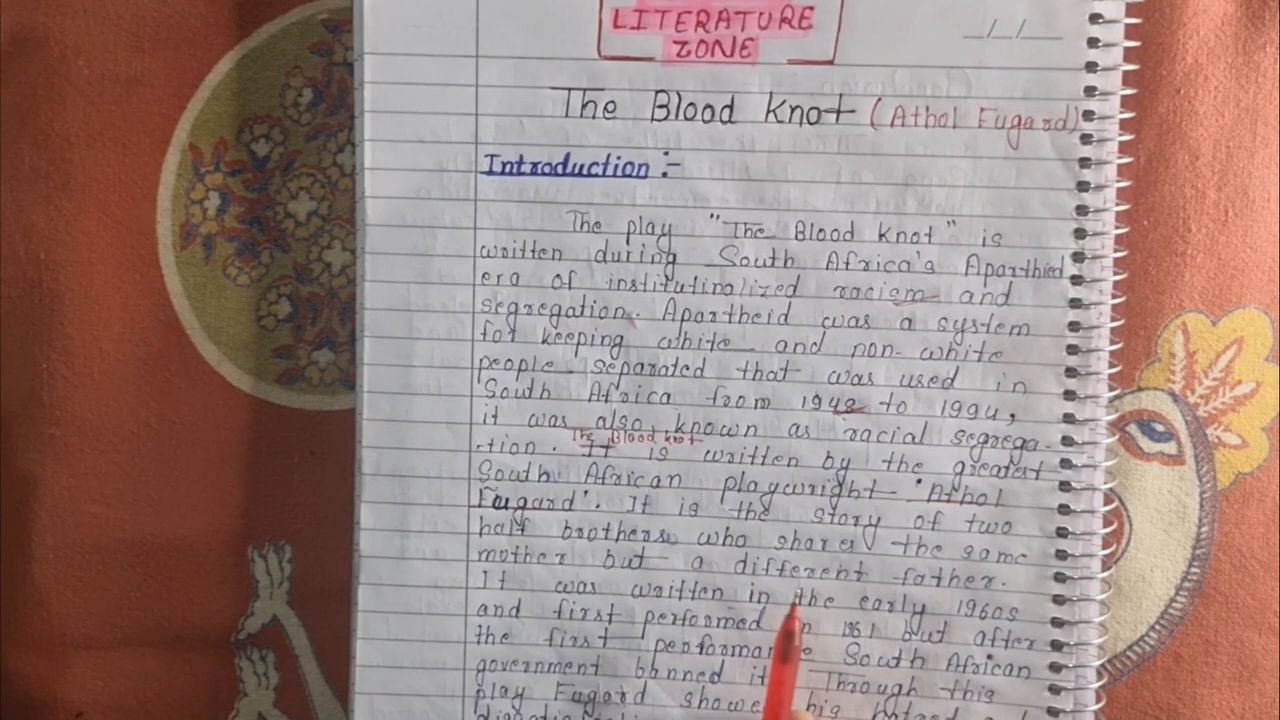 LITERATURE
ZONE
__/__/__
The Blood Knot (Athol Fugard)
Introduction :-
The play "The Blood Knot" is
written during South Africa's Aparthied
era of institutinalized racism and
segregation. Apartheid was a system
for keeping white and non-white
people separated that was used in
South Africa from 1948 to 1994,
it was also known as racial segrega-
The Blood knot
-tion. It is written by the greatest
South African playwright 'Athol
Fugard'. It is the story of two
half brothers who shares the same
mother but a different father.
It was written in the early 1960s
and first performed in 1961 but after
the first South African
government banned it Through this
play Fugard his